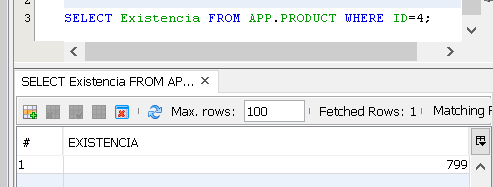 2
3 SELECT Existencia FROM APP.PRODUCT WHERE ID=4;
SELECT Existencia FROM AP... ×
Max. rows: 100 Fetched Rows: 1 Matching
# EXISTENCIA
1 799